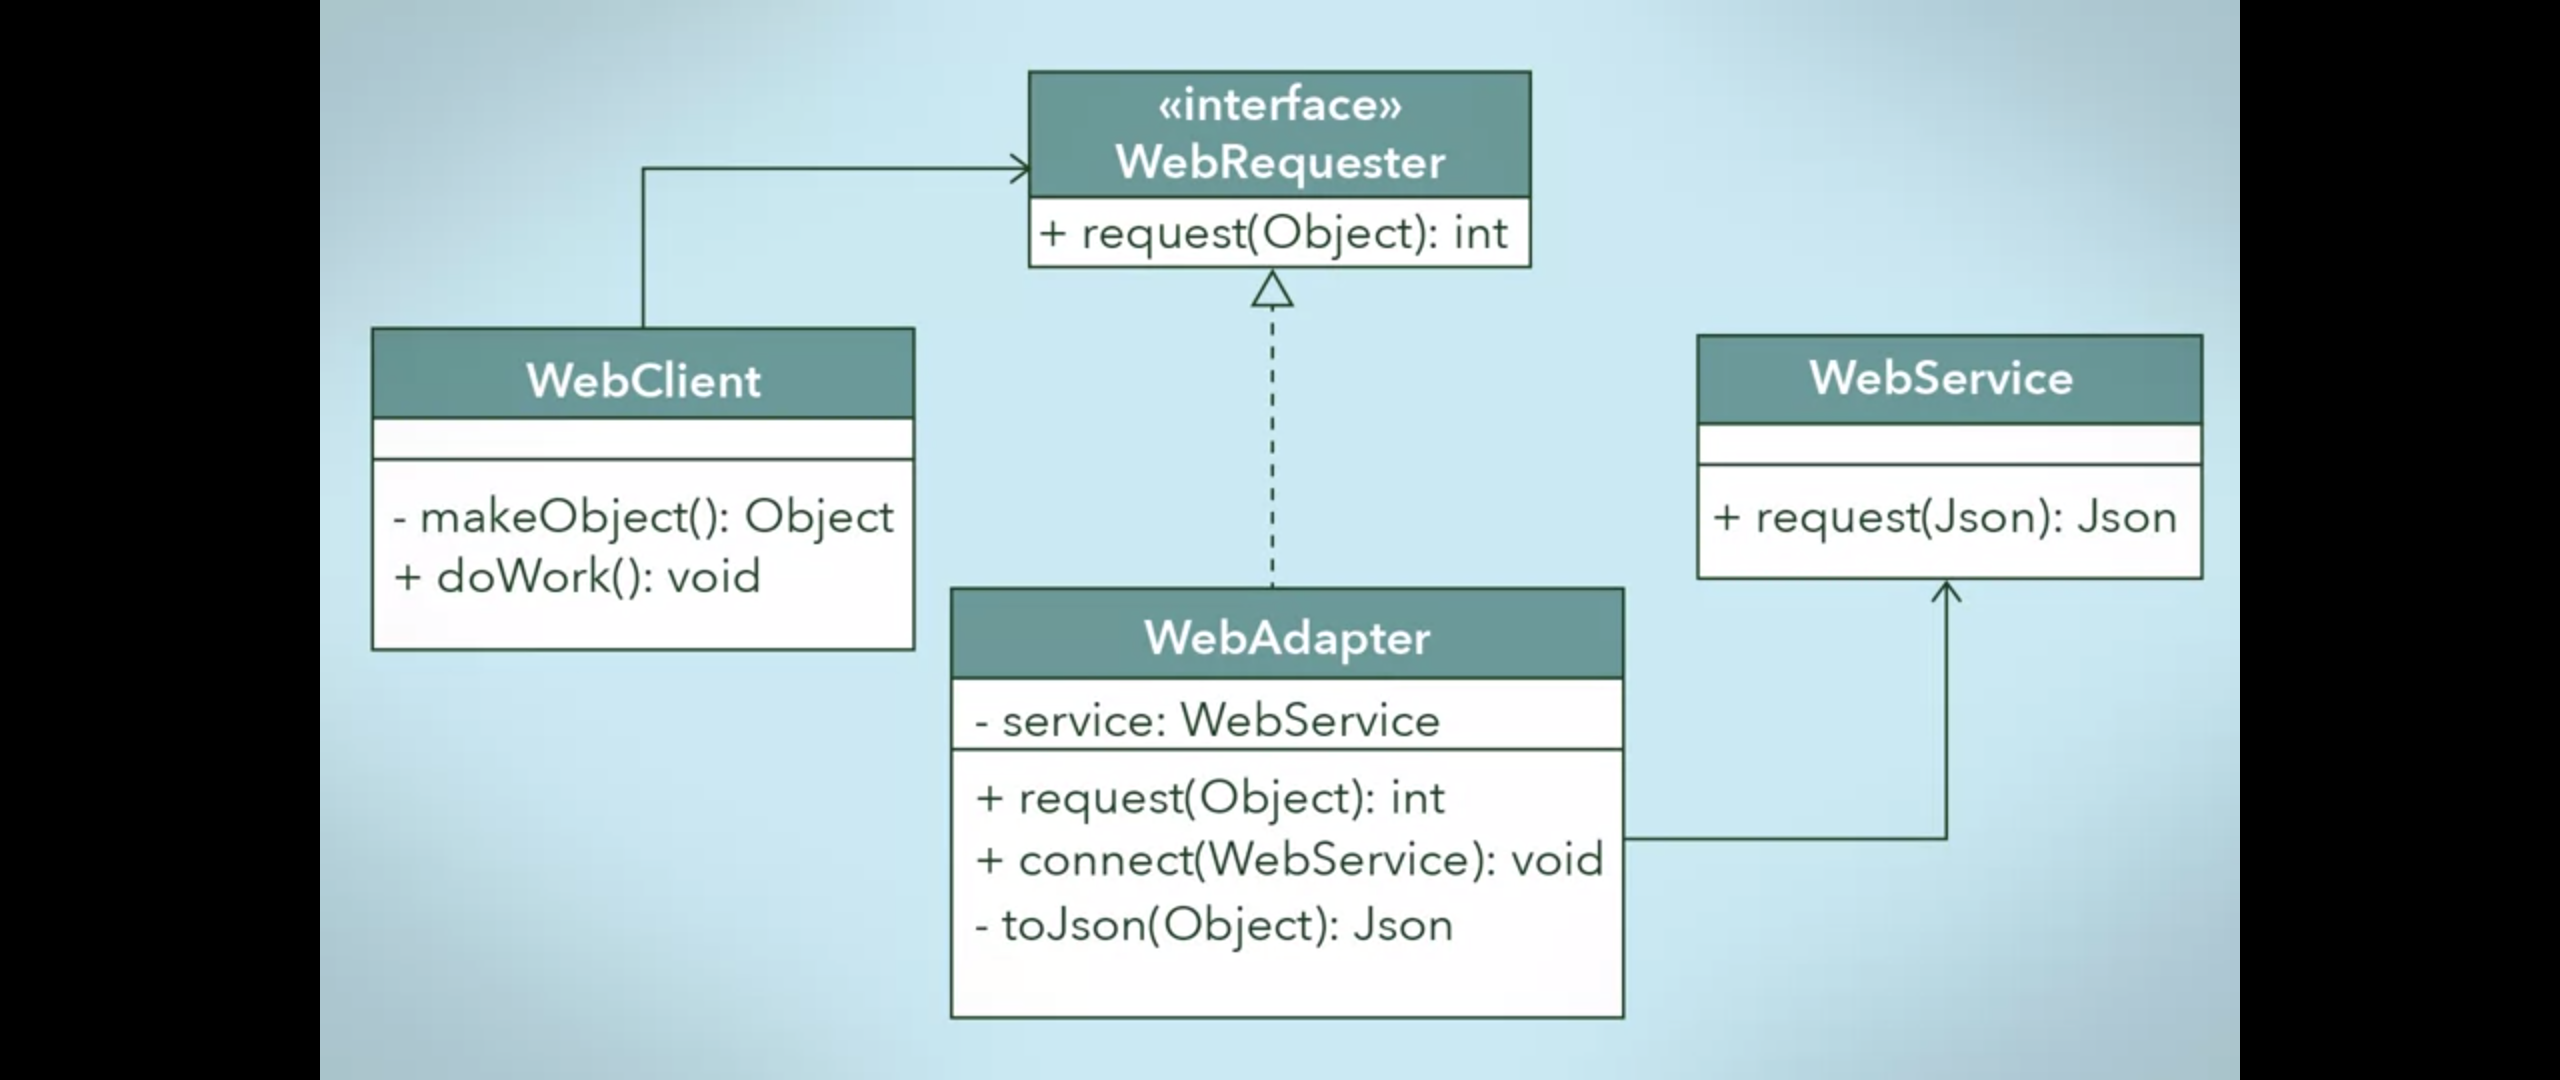 «interface»
WebRequester
+ request(Object): int
WebClient
- makeObject(): Object
+ doWork(): void
WebService
+ request(Json): Json
WebAdapter
- service: WebService
+ request(Object): int
+ connect(WebService): void
- toJson(Object): Json